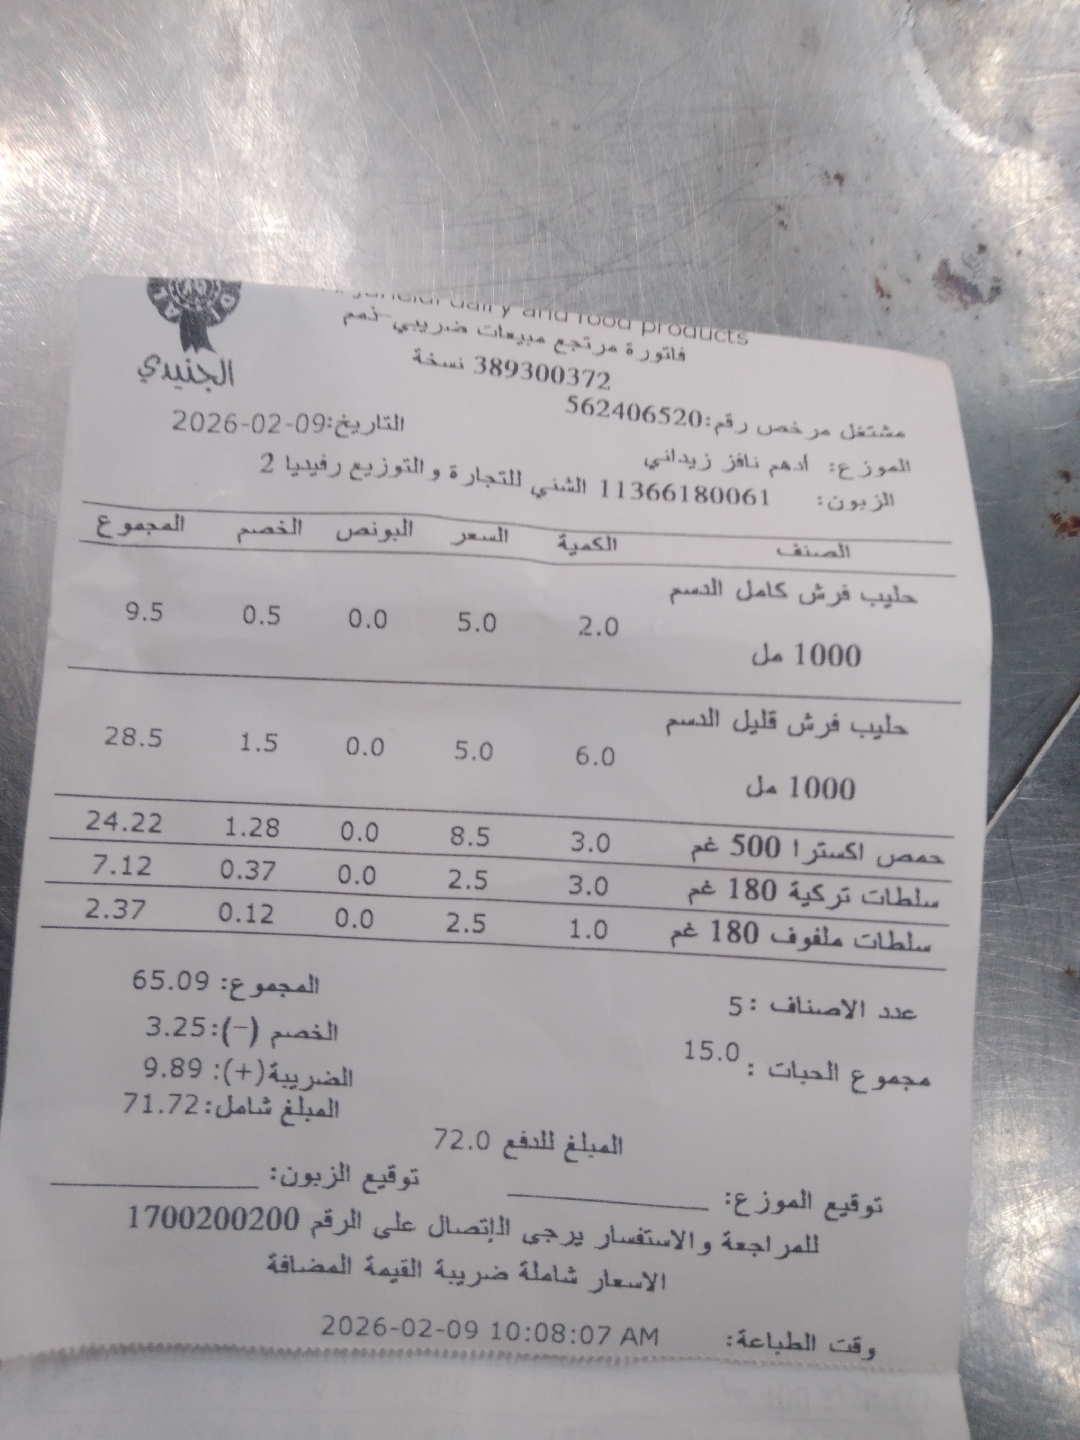 dairy and food products
فاتورة مرتجع مبيعات ضريبي-ذمم
389300372 نسخة
الجنيدي
مشتغل مرخص رقم:562406520
التاريخ:2026-02-09
الموزع: أدهم نافز زيداني
الزبون: 11366180061 الشني للتجارة والتوزيع رفيديا 2
الصنف الكمية السعر البونص الخصم المجموع
حليب فرش كامل الدسم 1000 مل 2.0 5.0 0.0 0.5 9.5
حليب فرش قليل الدسم 1000 مل 6.0 5.0 0.0 1.5 28.5
حمص اكسترا 500 غم 3.0 8.5 0.0 1.28 24.22
سلطات تركية 180 غم 3.0 2.5 0.0 0.37 7.12
سلطات ملفوف 180 غم 1.0 2.5 0.0 0.12 2.37
عدد الاصناف :5
المجموع: 65.09
الخصم (-):3.25
مجموع الحبات : 15.0
الضريبة(+): 9.89
المبلغ شامل:71.72
المبلغ للدفع 72.0
توقيع الموزع:
توقيع الزبون:
للمراجعة والاستفسار يرجى الإتصال على الرقم 1700200200
الاسعار شاملة ضريبة القيمة المضافة
وقت الطباعة: 2026-02-09 10:08:07 AM